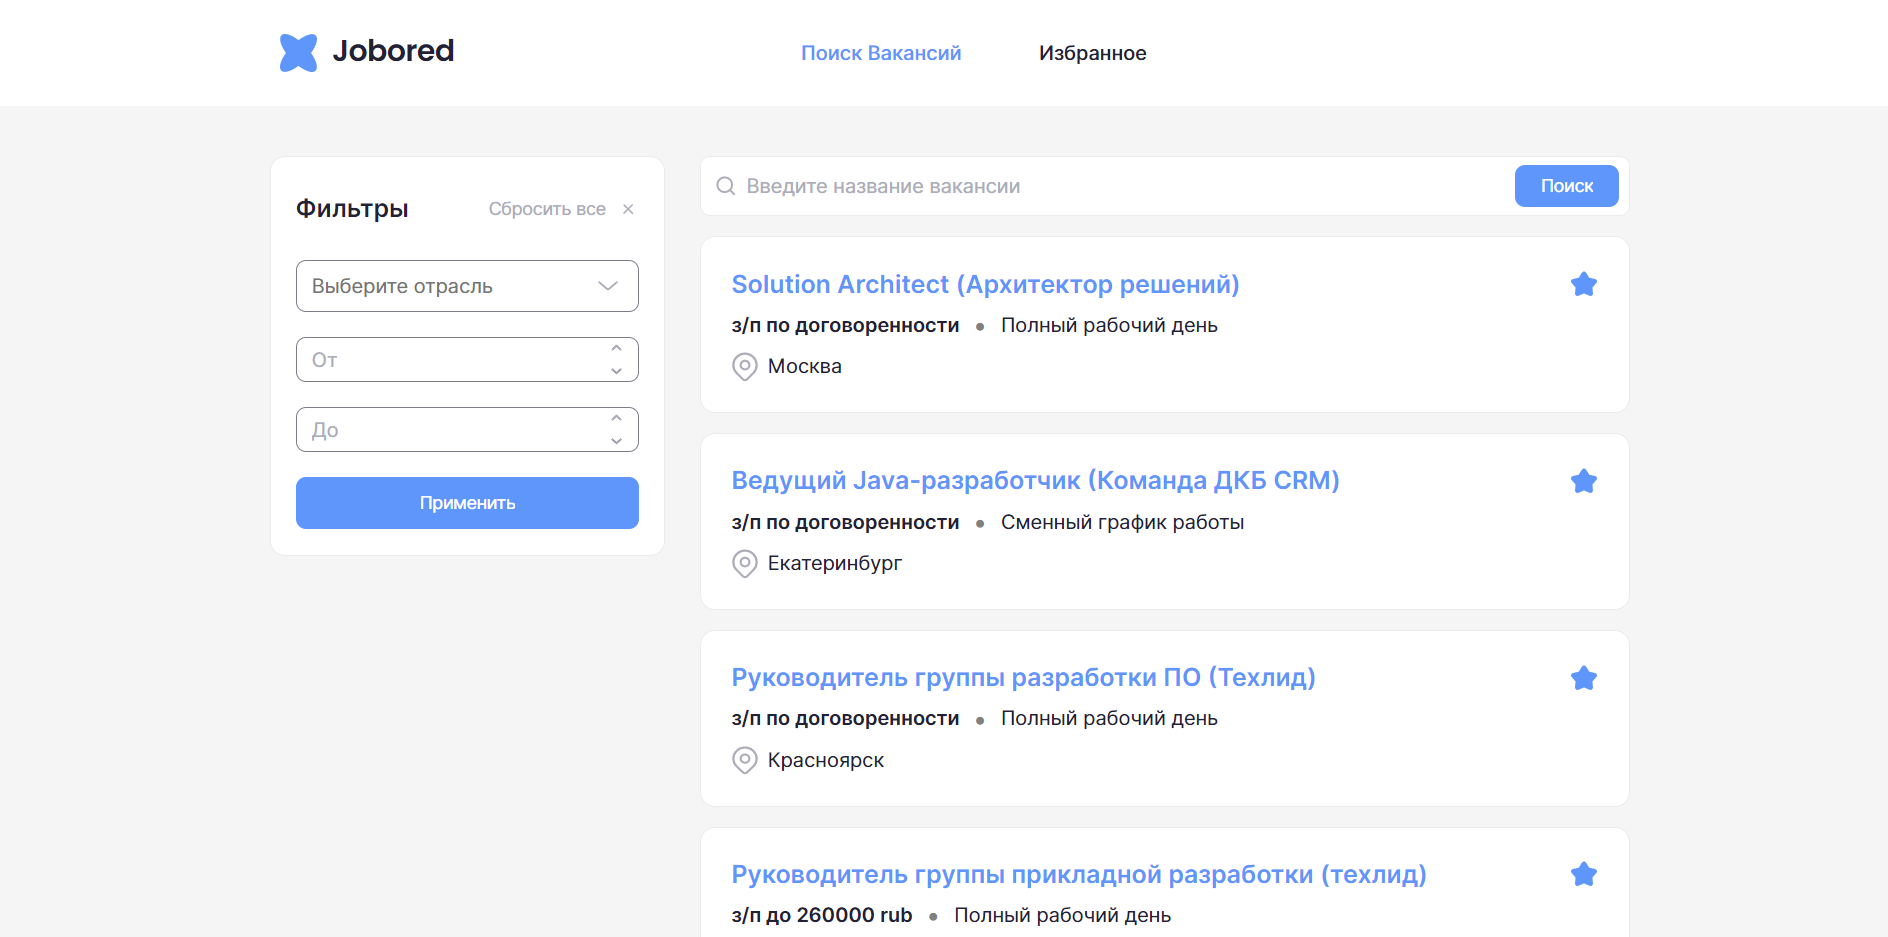 Jobored
Поиск Вакансий
Избранное
Фильтры
Сбросить все
Выберите отрасль
От
До
Применить
Введите название вакансии
Поиск
Solution Architect (Архитектор решений)
з/п по договоренности • Полный рабочий день
Москва
Ведущий Java-разработчик (Команда ДКБ CRM)
з/п по договоренности • Сменный график работы
Екатеринбург
Руководитель группы разработки ПО (Техлид)
з/п по договоренности • Полный рабочий день
Красноярск
Руководитель группы прикладной разработки (техлид)
з/п до 260000 rub • Полный рабочий день